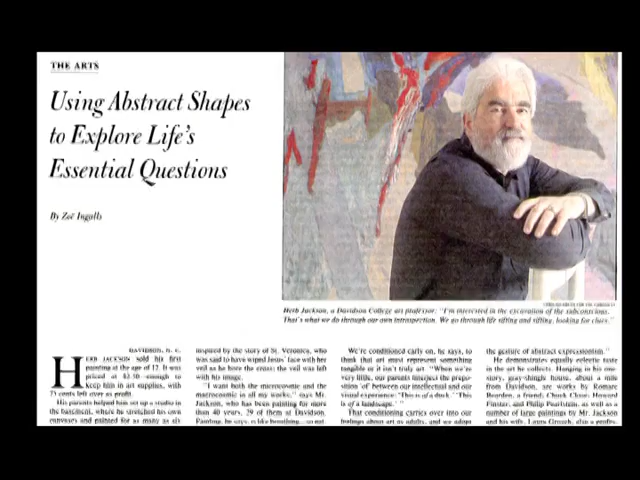 THE ARTS
Using Abstract Shapes
to Explore Life's
Essential Questions
By Zoë Ingalls
Herb Jackson, a Davidson College art professor: "I'm interested in the excavation of the subconscious.
That's what we do through our own introspection. We go through life sifting and sifting, looking for clues."
DAVIDSON, N. C.
HERB JACKSON sold his first
painting at the age of 12. It was
priced at $2.50—enough to
keep him in art supplies, with
75 cents left over as profit.
His parents helped him set up a studio in
the basement, where he stretched his own
canvases and painted for as many as six
inspired by the story of St. Veronica, who
was said to have wiped Jesus' face with her
veil as he bore the cross; the veil was left
with his image.
"I want both the microcosmic and the
macrocosmic in all my works," says Mr.
Jackson, who has been painting for more
than 40 years, 29 of them at Davidson.
Painting, he says, is like breathing
We're conditioned early on, he says, to
think that art must represent something
tangible or it isn't truly art. "When we're
very little, our parents interject the prepo-
sition 'of' between our intellectual and our
visual experience: 'This is of a duck.' 'This
is of a landscape.' "
That conditioning carries over into our
feelings about art as adults, and we adopt
the gesture of abstract expressionism."
He demonstrates equally eclectic taste
in the art he collects. Hanging in his one-
story, gray-shingle house, about a mile
from Davidson, are works by Romare
Bearden, a friend; Chuck Close; Howard
Finster; and Philip Pearlstein, as well as a
number of large paintings by Mr. Jackson
and his wife, Laura Grosch, also a